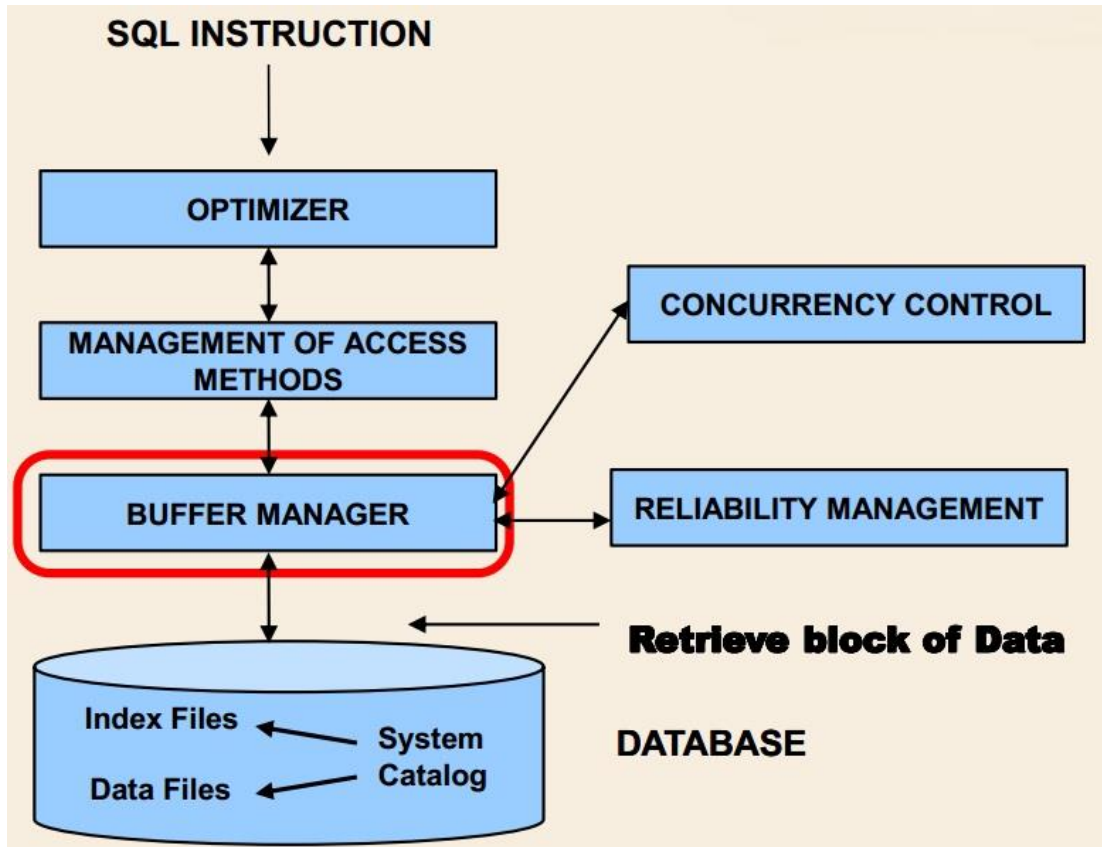 SQL INSTRUCTION
OPTIMIZER
CONCURRENCY CONTROL
MANAGEMENT OF ACCESS
METHODS
BUFFER MANAGER
RELIABILITY MANAGEMENT
Retrieve block of Data
Index Files
System
Catalog
Data Files
DATABASE